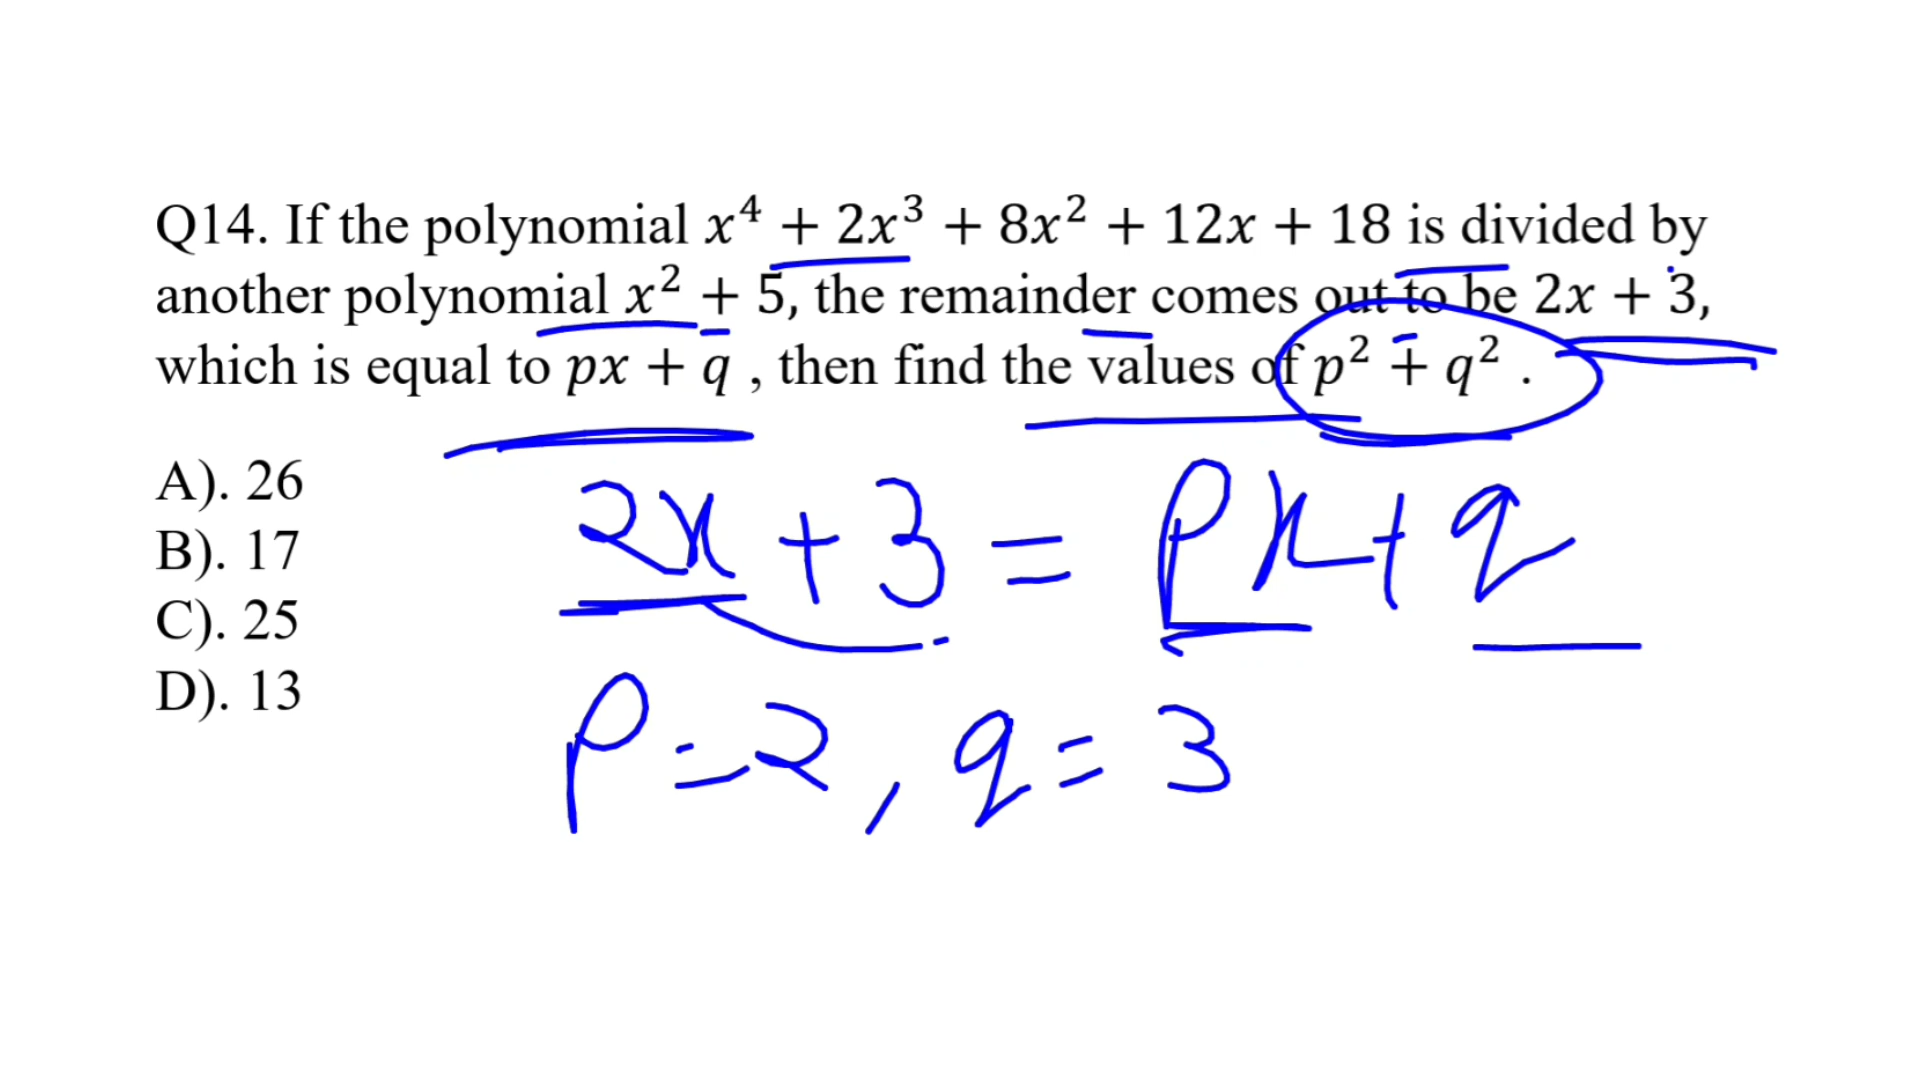 Q14. If the polynomial x⁴ + 2x³ + 8x² + 12x + 18 is divided by
another polynomial x² + 5, the remainder comes out to be 2x + 3,
which is equal to px + q , then find the values of p² + q² .
A). 26
B). 17
C). 25
D). 13
2x + 3 = px + q
p = 2, q = 3